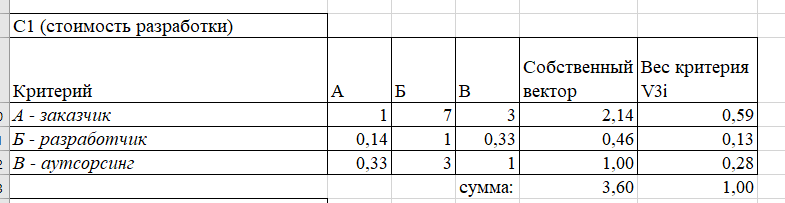 С1 (стоимость разработки)
Критерий А Б В Собственный вектор Вес критерия V3i
А - заказчик 1 7 3 2,14 0,59
Б - разработчик 0,14 1 0,33 0,46 0,13
В - аутсорсинг 0,33 3 1 1,00 0,28
сумма: 3,60 1,00